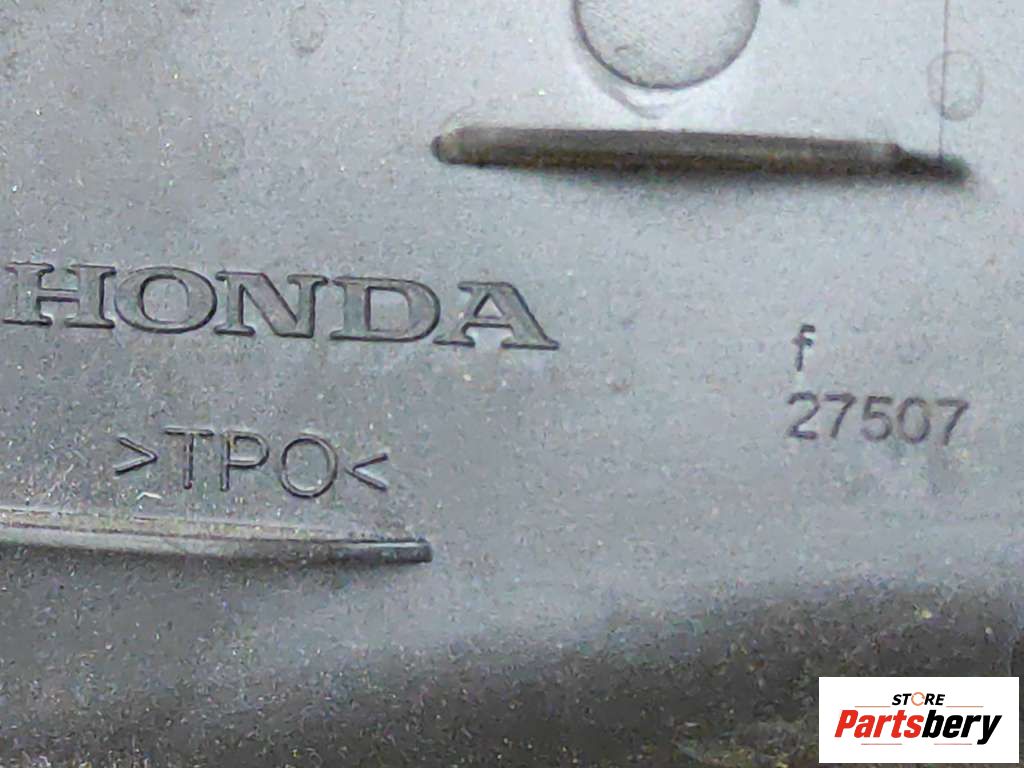 HONDA
f
27507
>TPO<
STORE
Partsbery